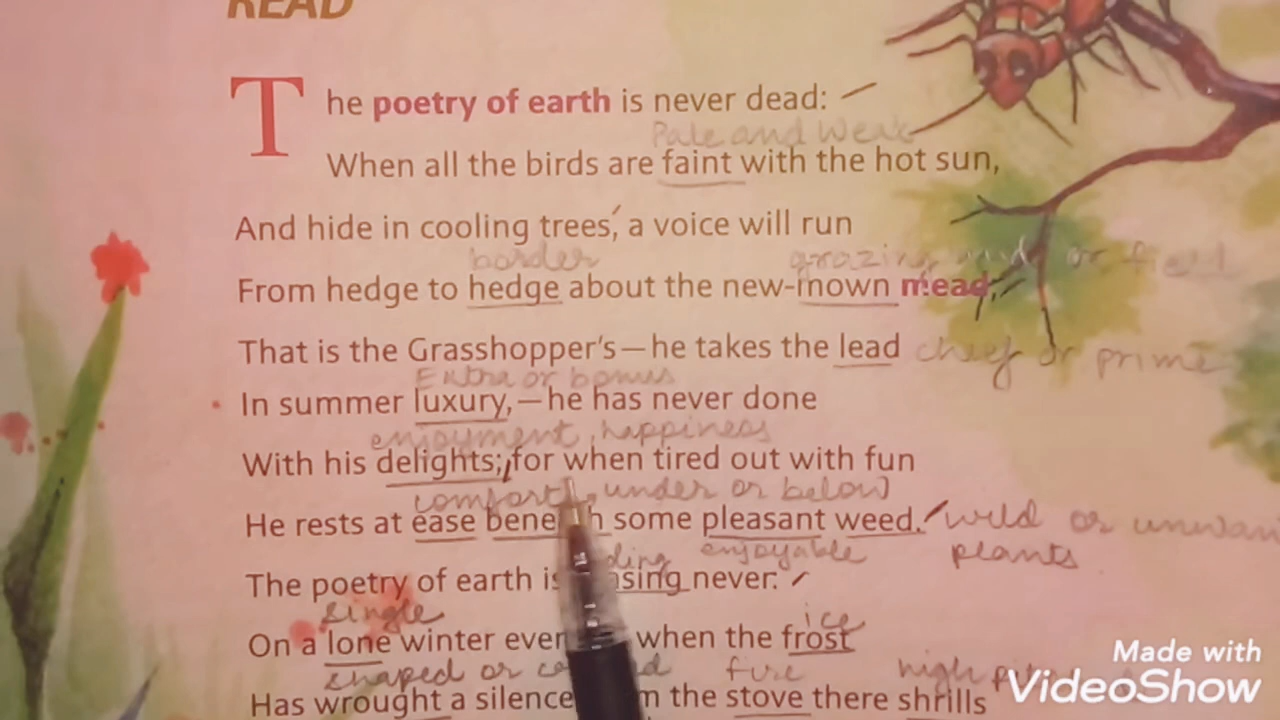 READ
The poetry of earth is never dead:
Pale and Weak
When all the birds are faint with the hot sun,
And hide in cooling trees, a voice will run
border grazing or field
From hedge to hedge about the new-mown mead;
That is the Grasshopper's—he takes the lead chief or prime
Extra or bonus
In summer luxury,—he has never done
enjoyment, happiness
With his delights; for when tired out with fun
comfort, under or below
He rests at ease some pleasant weed. wild or unwan
enjoyable plants
The poetry of earth is never:
single ice
On a lone winter when the frost
shaped or fire high
Has wrought a silence the stove there shrills
Made with
VideoShow